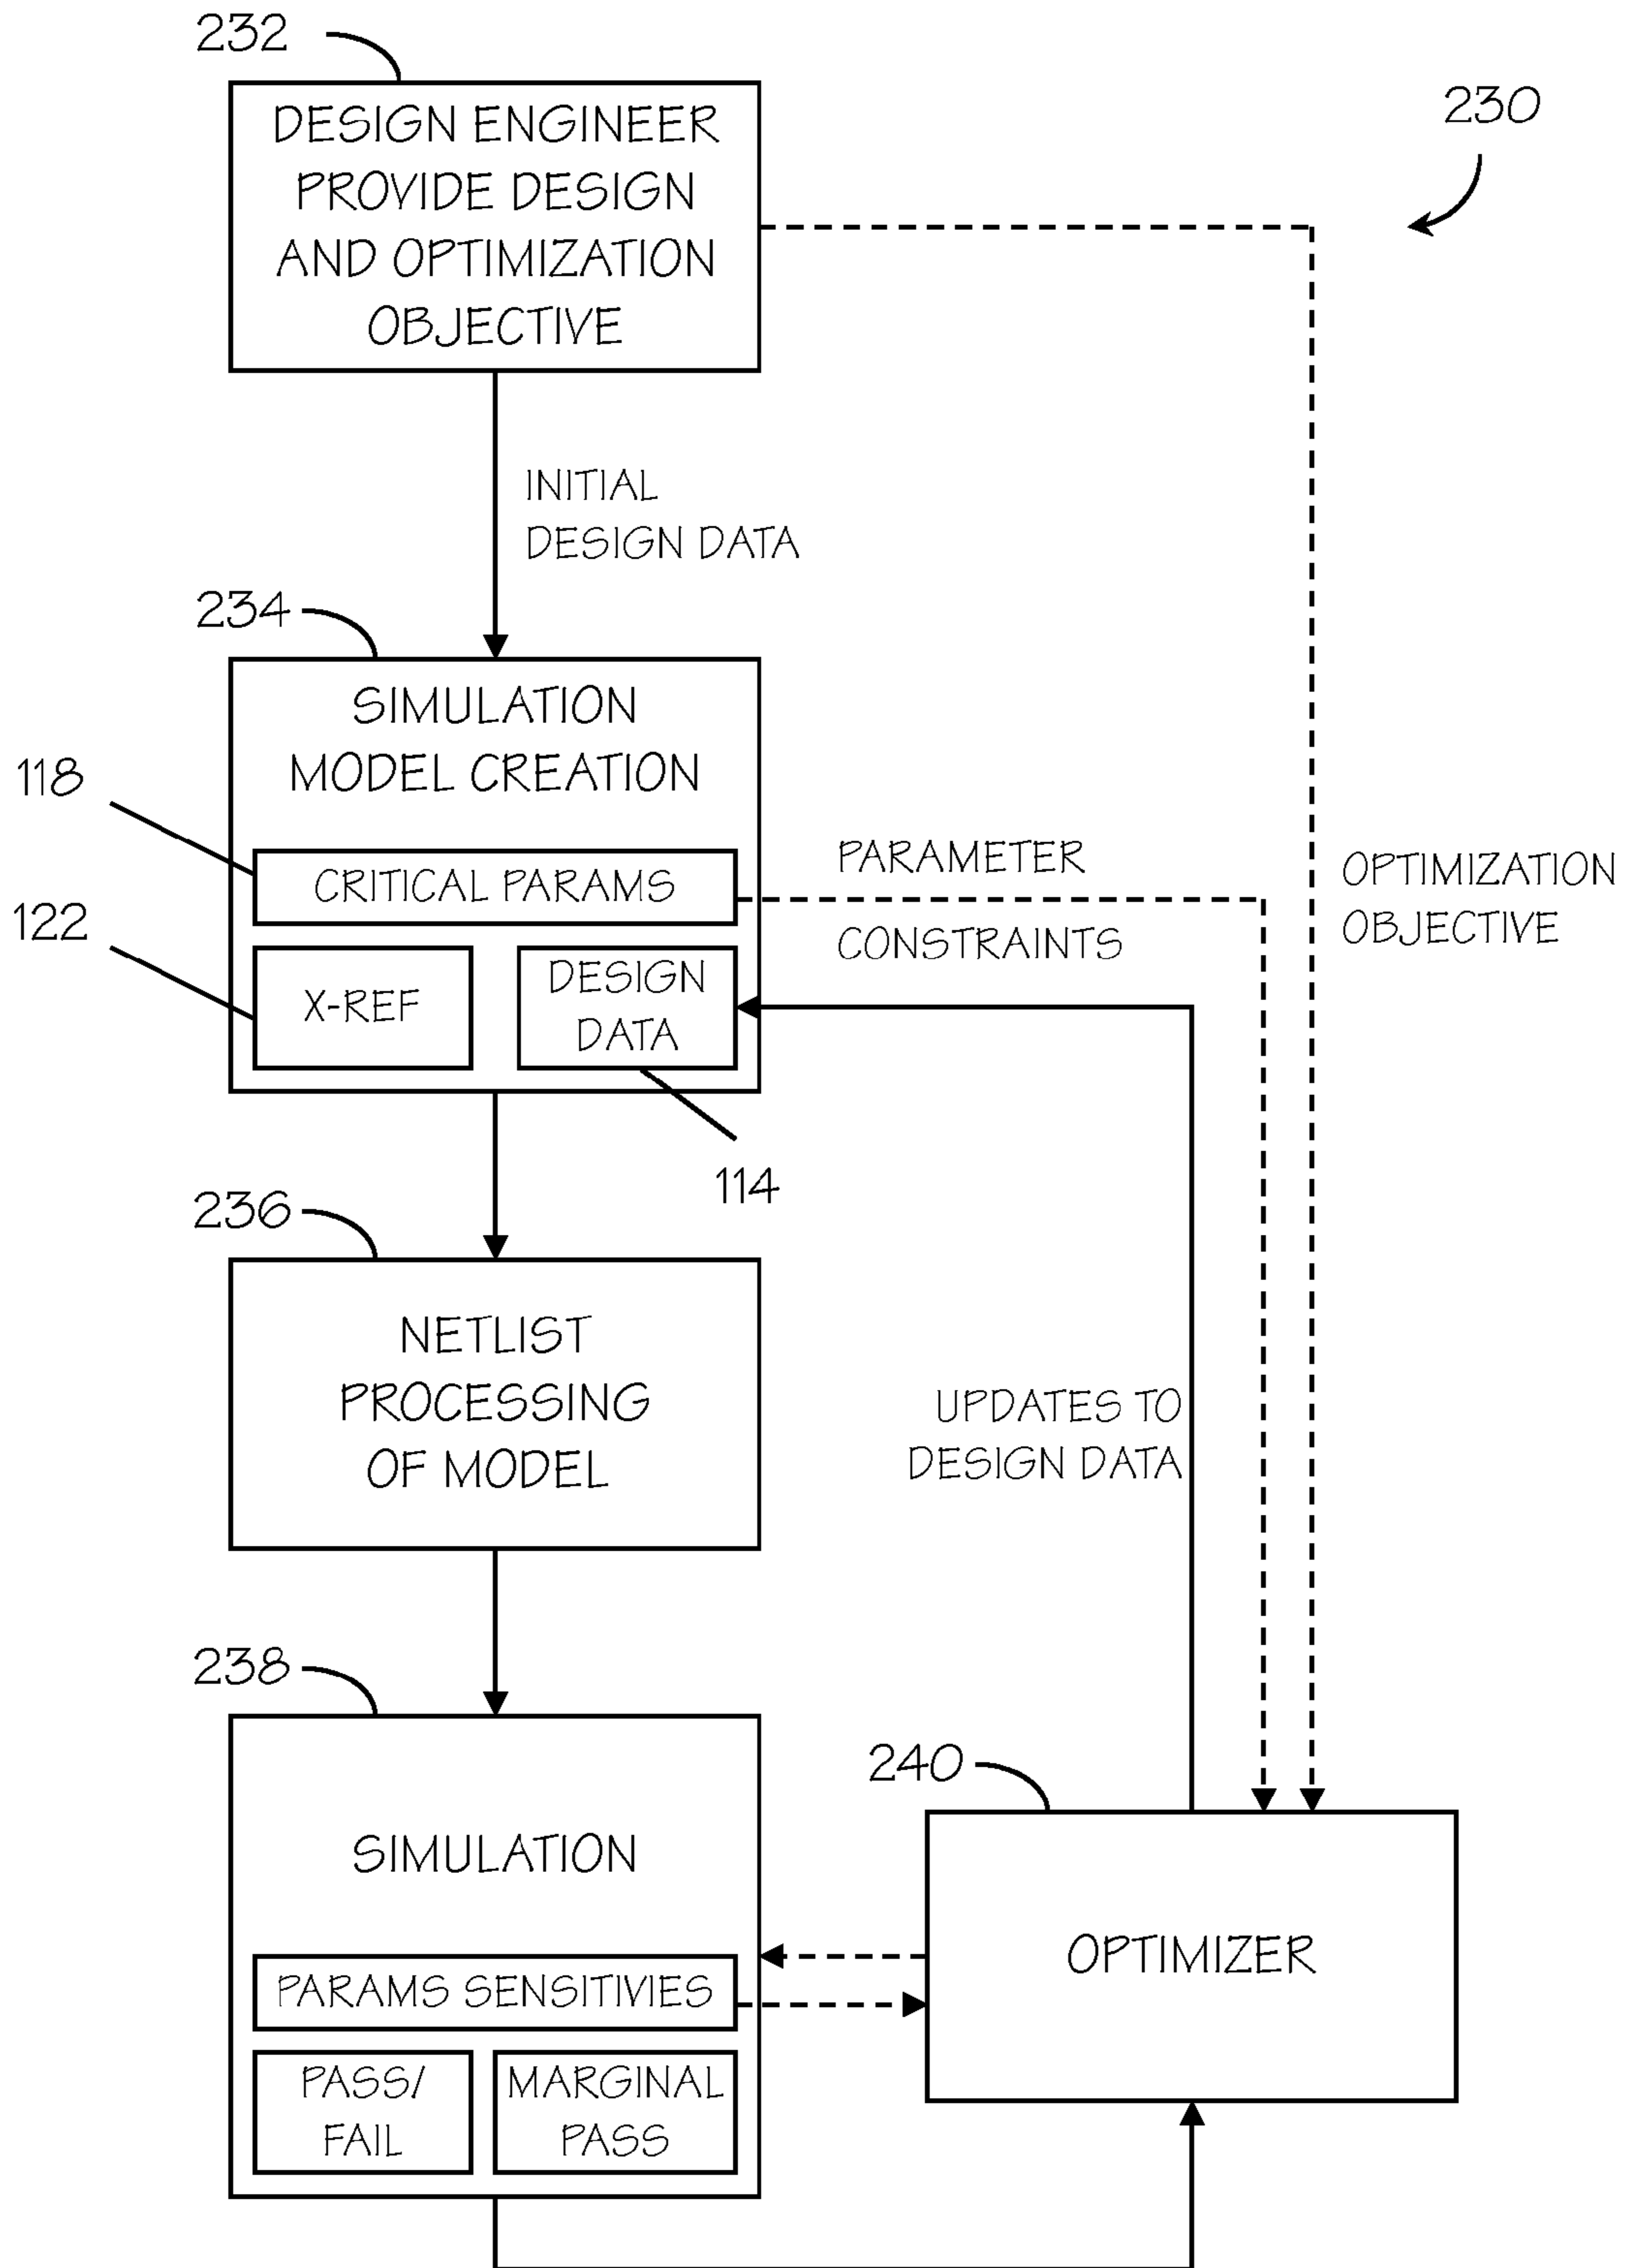 232
230
DESIGN ENGINEER
PROVIDE DESIGN
AND OPTIMIZATION
OBJECTIVE
INITIAL
DESIGN DATA
234
SIMULATION
MODEL CREATION
118
CRITICAL PARAMS
PARAMETER
CONSTRAINTS
OPTIMIZATION
OBJECTIVE
122
X-REF
DESIGN
DATA
114
236
NETLIST
PROCESSING
OF MODEL
UPDATES TO
DESIGN DATA
238
240
SIMULATION
OPTIMIZER
PARAMS SENSITIVIES
PASS/
FAIL
MARGINAL
PASS